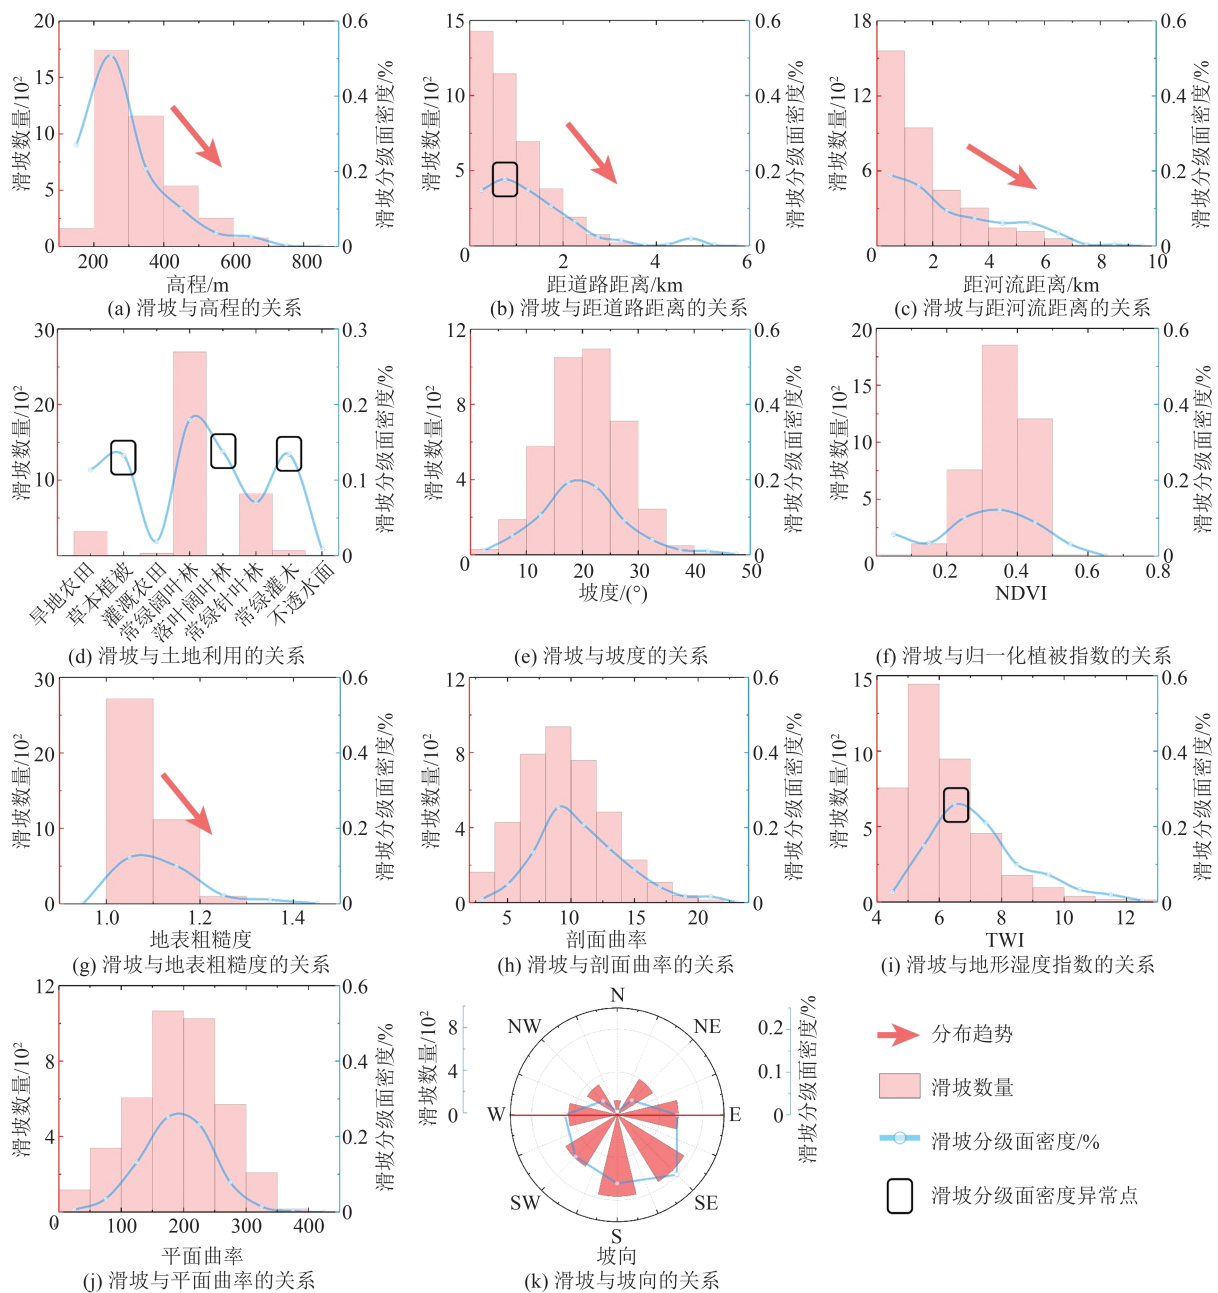 20
15
10
5
0
滑坡数量/10²
0.6
0.4
0.2
0
滑坡分级面密度/%
200 400 600 800
高程/m
(a) 滑坡与高程的关系
15
10
5
0
滑坡数量/10²
0.6
0.4
0.2
0
滑坡分级面密度/%
0 2 4 6
距道路距离/km
(b) 滑坡与距道路距离的关系
18
12
6
0
滑坡数量/10²
0.6
0.4
0.2
0
滑坡分级面密度/%
0 2 4 6 8 10
距河流距离/km
(c) 滑坡与距河流距离的关系
30
20
10
滑坡数量/10²
0.3
0.2
0.1
0
滑坡分级面密度/%
旱地农田
草本植被
灌溉农田
常绿阔叶林
落叶阔叶林
常绿针叶林
常绿灌木
不透水面
(d) 滑坡与土地利用的关系
12
8
4
0
滑坡数量/10²
0.6
0.4
0.2
0
滑坡分级面密度/%
0 10 20 30 40 50
坡度/(°)
(e) 滑坡与坡度的关系
20
15
10
5
0
滑坡数量/10²
0.6
0.4
0.2
0
滑坡分级面密度/%
0.2 0.4 0.6 0.8
NDVI
(f) 滑坡与归一化植被指数的关系
30
20
10
0
滑坡数量/10²
0.6
0.4
0.2
0
滑坡分级面密度/%
1.0 1.2 1.4
地表粗糙度
(g) 滑坡与地表粗糙度的关系
12
8
4
0
滑坡数量/10²
0.6
0.4
0.2
0
滑坡分级面密度/%
5 10 15 20
剖面曲率
(h) 滑坡与剖面曲率的关系
15
10
5
0
滑坡数量/10²
0.6
0.4
0.2
0
滑坡分级面密度/%
4 6 8 10 12
TWI
(i) 滑坡与地形湿度指数的关系
12
8
4
0
滑坡数量/10²
0.6
0.4
0.2
0
滑坡分级面密度/%
0 100 200 300 400
平面曲率
(j) 滑坡与平面曲率的关系
8
4
0
滑坡数量/10²
N
NW
NE
W
E
SW
SE
S
0.2
0.1
0
滑坡分级面密度/%
坡向
(k) 滑坡与坡向的关系
分布趋势
滑坡数量
滑坡分级面密度/%
滑坡分级面密度异常点